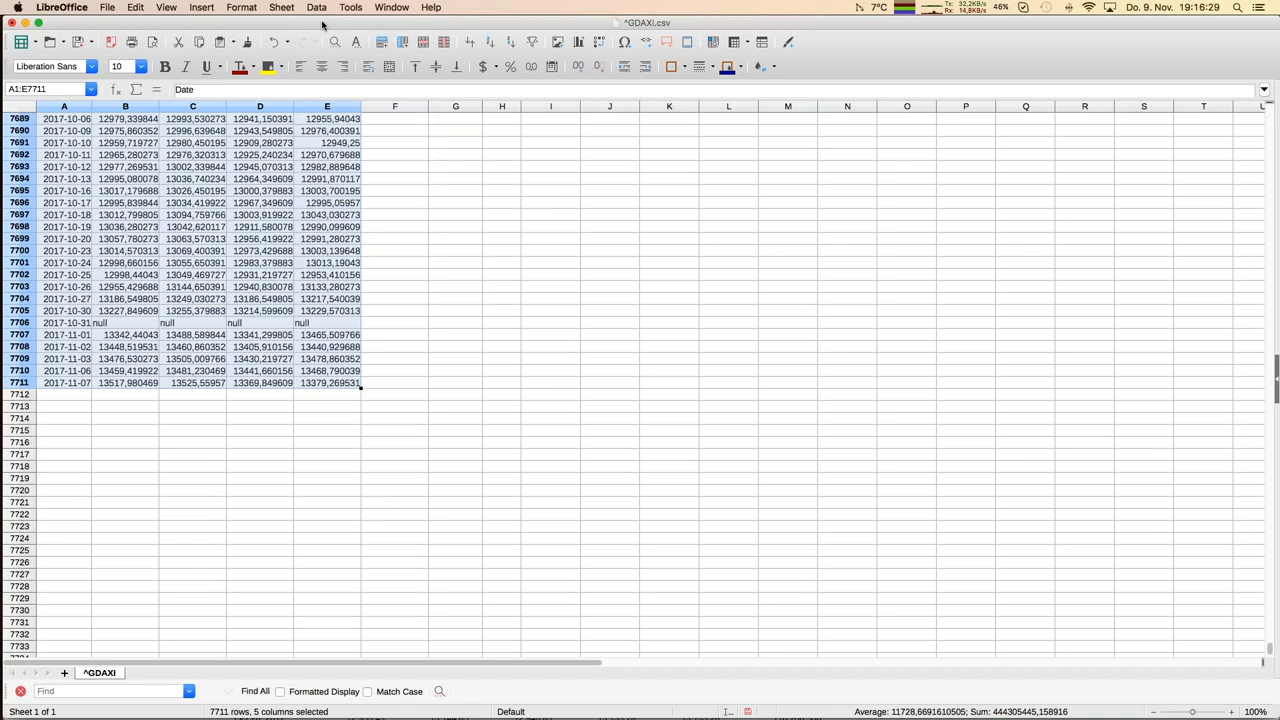 LibreOffice File Edit View Insert Format Sheet Data Tools Window Help 7°C Tx: 32,2KB/s Rx: 14,8KB/s 46% Do. 9. Nov. 19:16:29
^GDAXI.csv
Liberation Sans 10
A1:E7711 Date
A B C D E F G H I J K L M N O P Q R S T
7689 2017-10-06 12979,339844 12993,530273 12941,150391 12955,94043
7690 2017-10-09 12975,860352 12996,639648 12943,549805 12976,400391
7691 2017-10-10 12959,719727 12980,450195 12909,280273 12949,25
7692 2017-10-11 12965,280273 12976,320313 12925,240234 12970,679688
7693 2017-10-12 12977,269531 13002,339844 12945,070313 12982,889648
7694 2017-10-13 12995,080078 13036,740234 12964,349609 12991,870117
7695 2017-10-16 13017,179688 13026,450195 13000,379883 13003,700195
7696 2017-10-17 12995,839844 13034,419922 12967,349609 12995,05957
7697 2017-10-18 13012,799805 13094,759766 13003,919922 13043,030273
7698 2017-10-19 13036,280273 13042,620117 12911,580078 12990,099609
7699 2017-10-20 13057,780273 13063,570313 12956,419922 12991,280273
7700 2017-10-23 13014,570313 13069,400391 12973,429688 13003,139648
7701 2017-10-24 12998,660156 13055,650391 12983,379883 13013,19043
7702 2017-10-25 12998,44043 13049,469727 12931,219727 12953,410156
7703 2017-10-26 12955,429688 13144,650391 12940,830078 13133,280273
7704 2017-10-27 13186,549805 13249,030273 13186,549805 13217,540039
7705 2017-10-30 13227,849609 13255,379883 13214,599609 13229,570313
7706 2017-10-31 null null null null
7707 2017-11-01 13342,44043 13488,589844 13341,299805 13465,509766
7708 2017-11-02 13448,519531 13460,860352 13405,910156 13440,929688
7709 2017-11-03 13476,530273 13505,009766 13430,219727 13478,860352
7710 2017-11-06 13459,419922 13481,230469 13441,660156 13468,790039
7711 2017-11-07 13517,980469 13525,55957 13369,849609 13379,269531
7712
7713
7714
7715
7716
7717
7718
7719
7720
7721
7722
7723
7724
7725
7726
7727
7728
7729
7730
7731
7732
7733
^GDAXI
Find Find All Formatted Display Match Case
Sheet 1 of 1 7711 rows, 5 columns selected Default Average: 11728,6691610505; Sum: 444305445,158916 100%